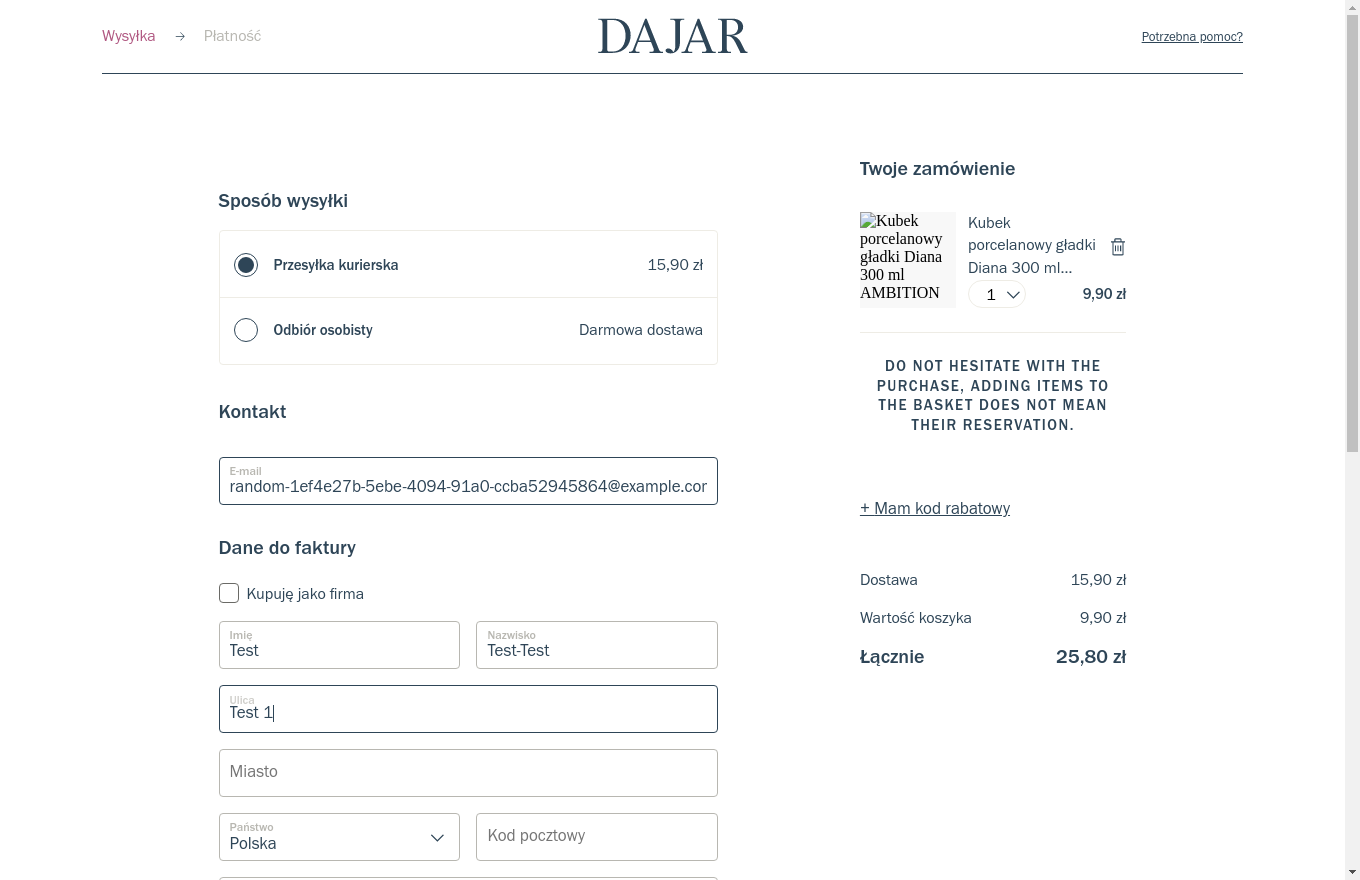 Wysyłka → Płatność
DAJAR
Potrzebna pomoc?
Sposób wysyłki
Przesyłka kurierska 15,90 zł
Odbiór osobisty Darmowa dostawa
Kontakt
E-mail
random-1ef4e27b-5ebe-4094-91a0-ccba52945864@example.com
Dane do faktury
Kupuję jako firma
Imię
Test
Nazwisko
Test-Test
Ulica
Test 1
Miasto
Państwo
Polska
Kod pocztowy
Twoje zamówienie
Kubek
porcelanowy
gładki Diana
300 ml
AMBITION
Kubek
porcelanowy gładki
Diana 300 ml...
1
9,90 zł
DO NOT HESITATE WITH THE
PURCHASE, ADDING ITEMS TO
THE BASKET DOES NOT MEAN
THEIR RESERVATION.
+ Mam kod rabatowy
Dostawa 15,90 zł
Wartość koszyka 9,90 zł
Łącznie 25,80 zł